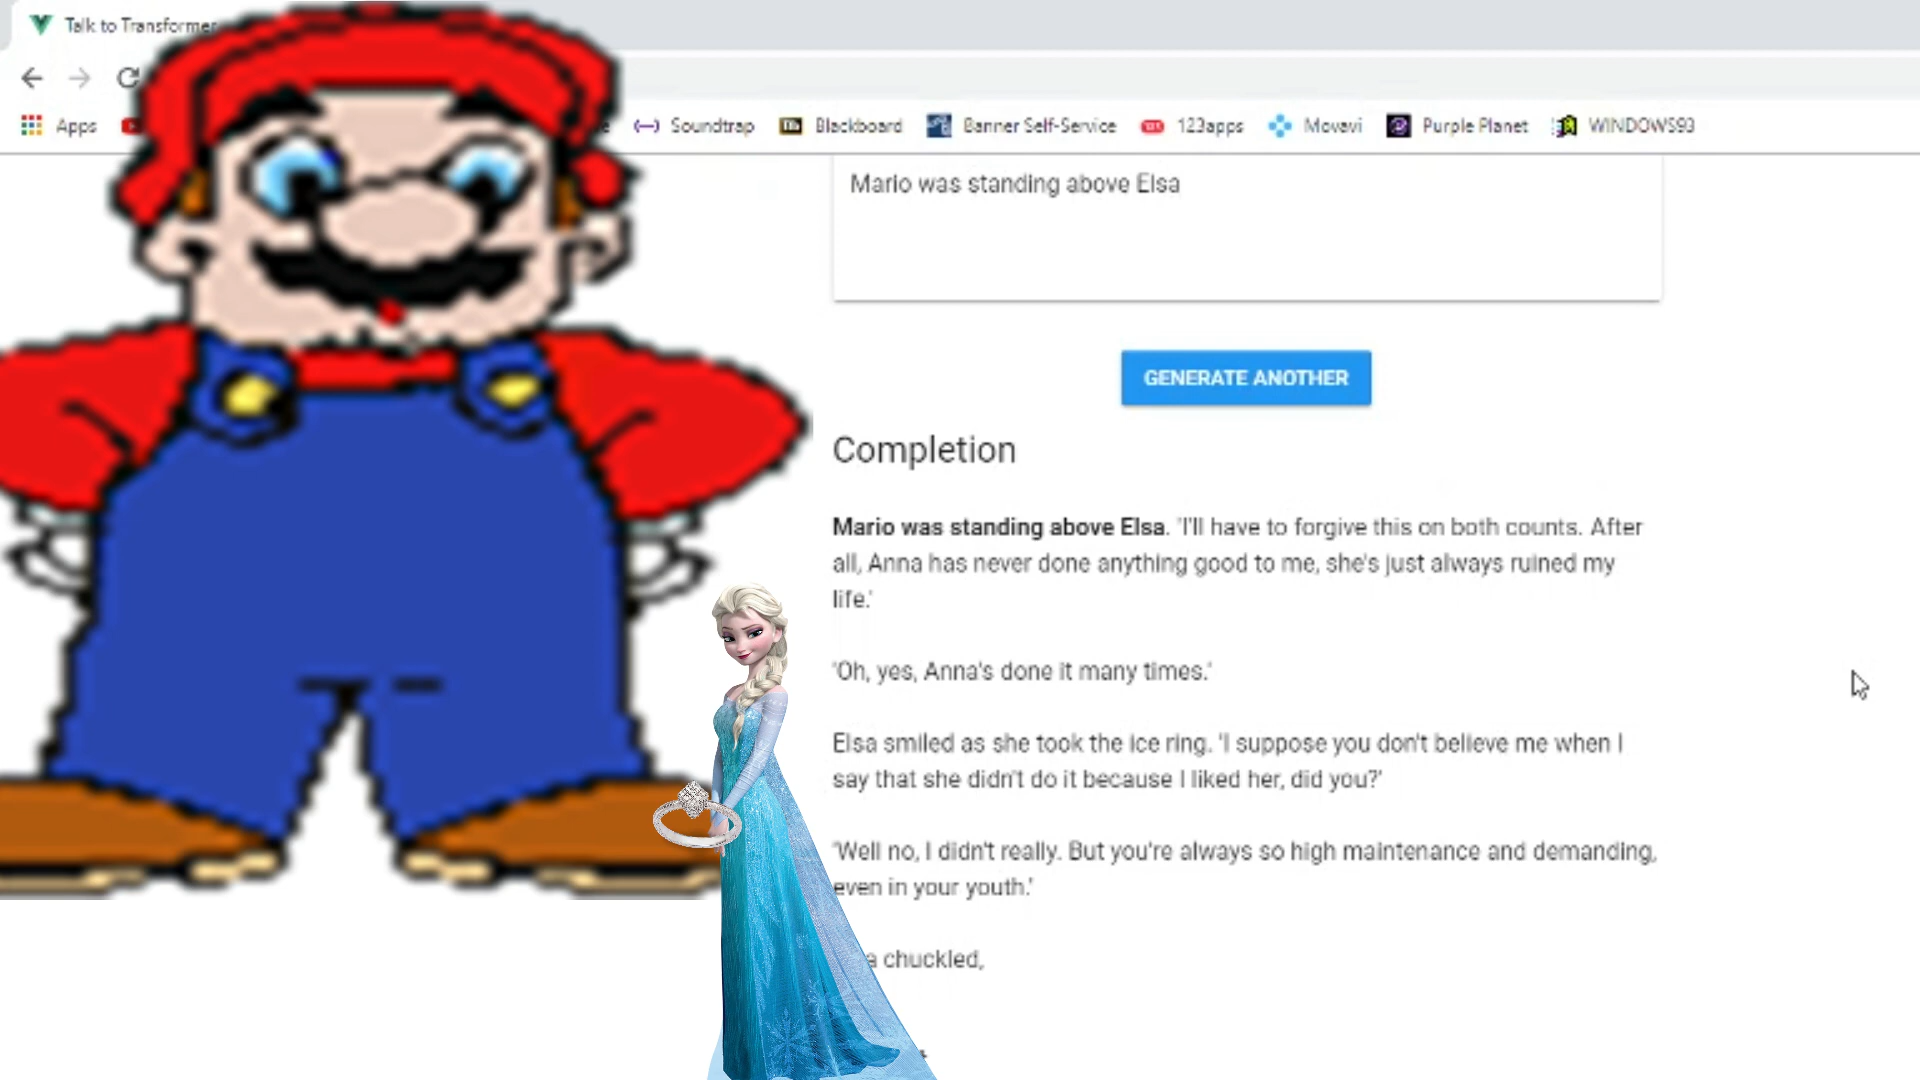 Talk to Transformer
Apps
Soundtrap
Blackboard
Banner Self-Service
123apps
Movavi
Purple Planet
WINDOWS93
Mario was standing above Elsa
GENERATE ANOTHER
Completion
Mario was standing above Elsa. 'I'll have to forgive this on both counts. After
all, Anna has never done anything good to me, she's just always ruined my
life.'
'Oh, yes, Anna's done it many times.'
Elsa smiled as she took the ice ring. 'I suppose you don't believe me when I
say that she didn't do it because I liked her, did you?'
'Well no, I didn't really. But you're always so high maintenance and demanding,
even in your youth.'
a chuckled,